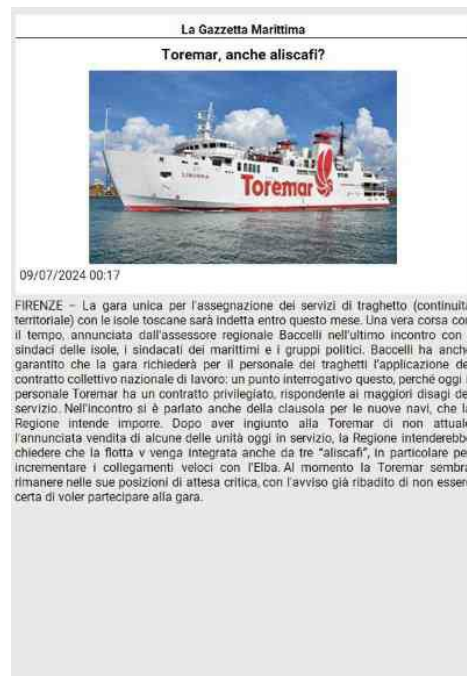 La Gazzetta Marittima
Toremar, anche aliscafi?
LIBURNA
Toremar
09/07/2024 00:17
FIRENZE – La gara unica per l'assegnazione dei servizi di traghetto (continuità
territoriale) con le isole toscane sarà indetta entro questo mese. Una vera corsa con
il tempo, annunciata dall'assessore regionale Baccelli nell'ultimo incontro con
sindaci delle isole, i sindacati dei marittimi e i gruppi politici. Baccelli ha anche
garantito che la gara richiederà per il personale dei traghetti l'applicazione de
contratto collettivo nazionale di lavoro: un punto interrogativo questo, perché oggi i
personale Toremar ha un contratto privilegiato, rispondente ai maggiori disagi de
servizio. Nell'incontro si è parlato anche della clausola per le nuove navi, che la
Regione intende imporre. Dopo aver ingiunto alla Toremar di non attuale
l'annunciata vendita di alcune delle unità oggi in servizio, la Regione intenderebbe
chiedere che la flotta v venga integrata anche da tre "aliscafi", in particolare per
incrementare i collegamenti veloci con l'Elba. Al momento la Toremar sembra
rimanere nelle sue posizioni di attesa critica, con l'avviso già ribadito di non essere
certa di voler partecipare alla gara.